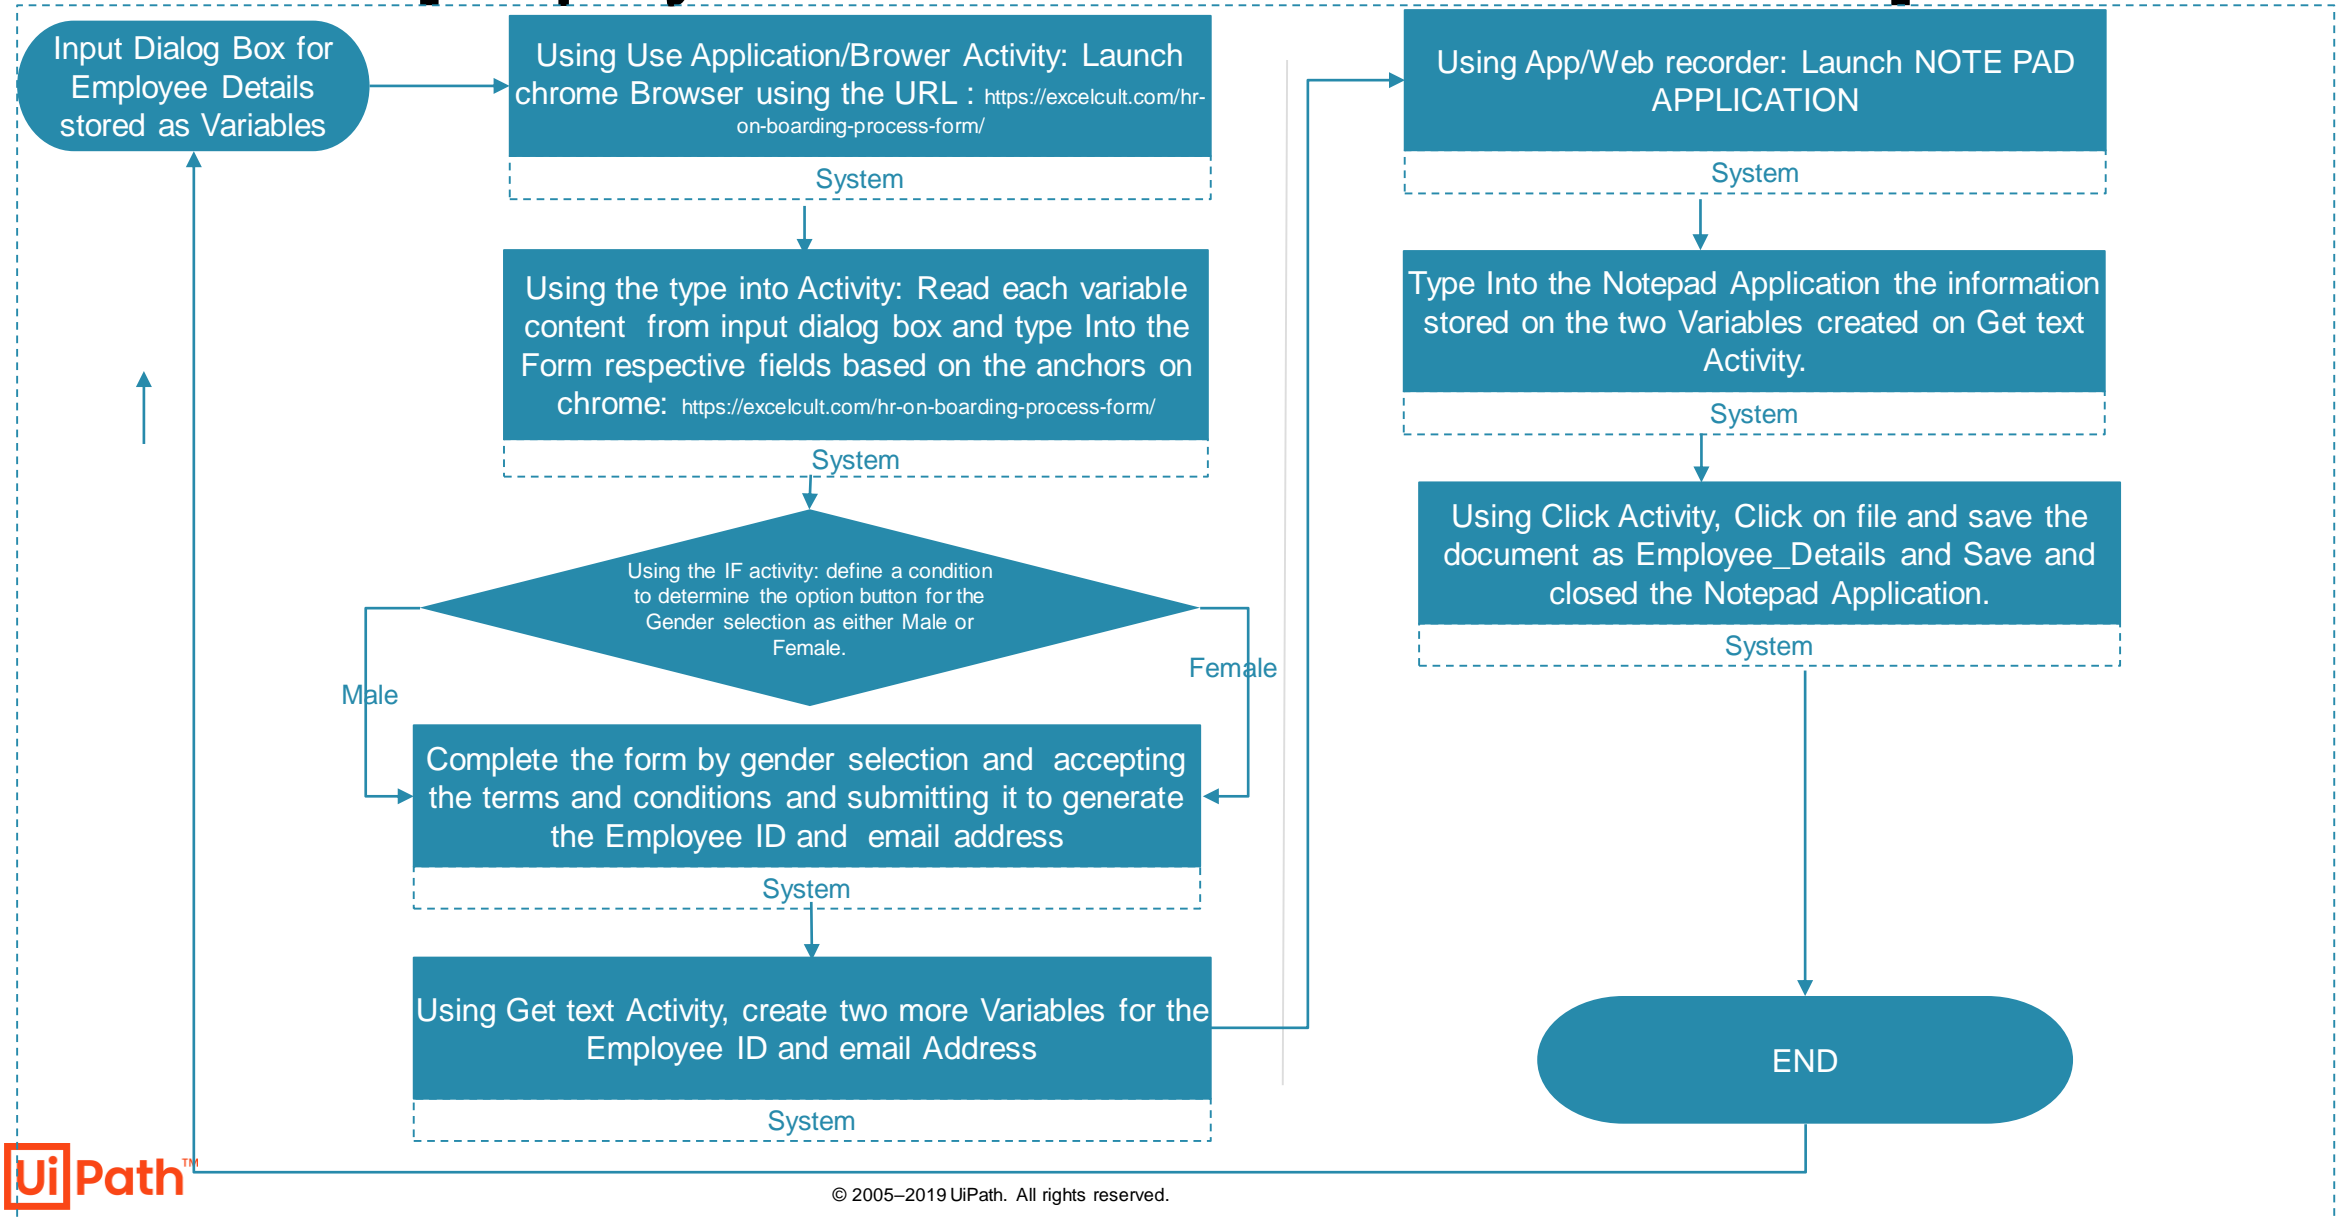 Input Dialog Box for
Employee Details
stored as Variables
Using Use Application/Brower Activity: Launch
chrome Browser using the URL : https://excelcult.com/hr-
on-boarding-process-form/
System
Using the type into Activity: Read each variable
content from input dialog box and type Into the
Form respective fields based on the anchors on
chrome: https://excelcult.com/hr-on-boarding-process-form/
System
Using the IF activity: define a condition
to determine the option button for the
Gender selection as either Male or
Female.
Male
Female
Complete the form by gender selection and accepting
the terms and conditions and submitting it to generate
the Employee ID and email address
System
Using Get text Activity, create two more Variables for the
Employee ID and email Address
System
Using App/Web recorder: Launch NOTE PAD
APPLICATION
System
Type Into the Notepad Application the information
stored on the two Variables created on Get text
Activity.
System
Using Click Activity, Click on file and save the
document as Employee_Details and Save and
closed the Notepad Application.
System
END
UiPath™
© 2005–2019 UiPath. All rights reserved.